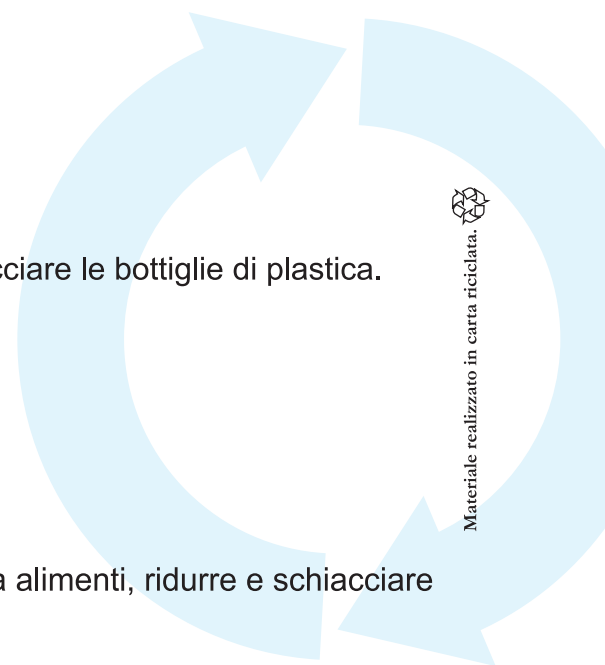 cciare le bottiglie di plastica.
Materiale realizzato in carta riciclata.
a alimenti, ridurre e schiacciare